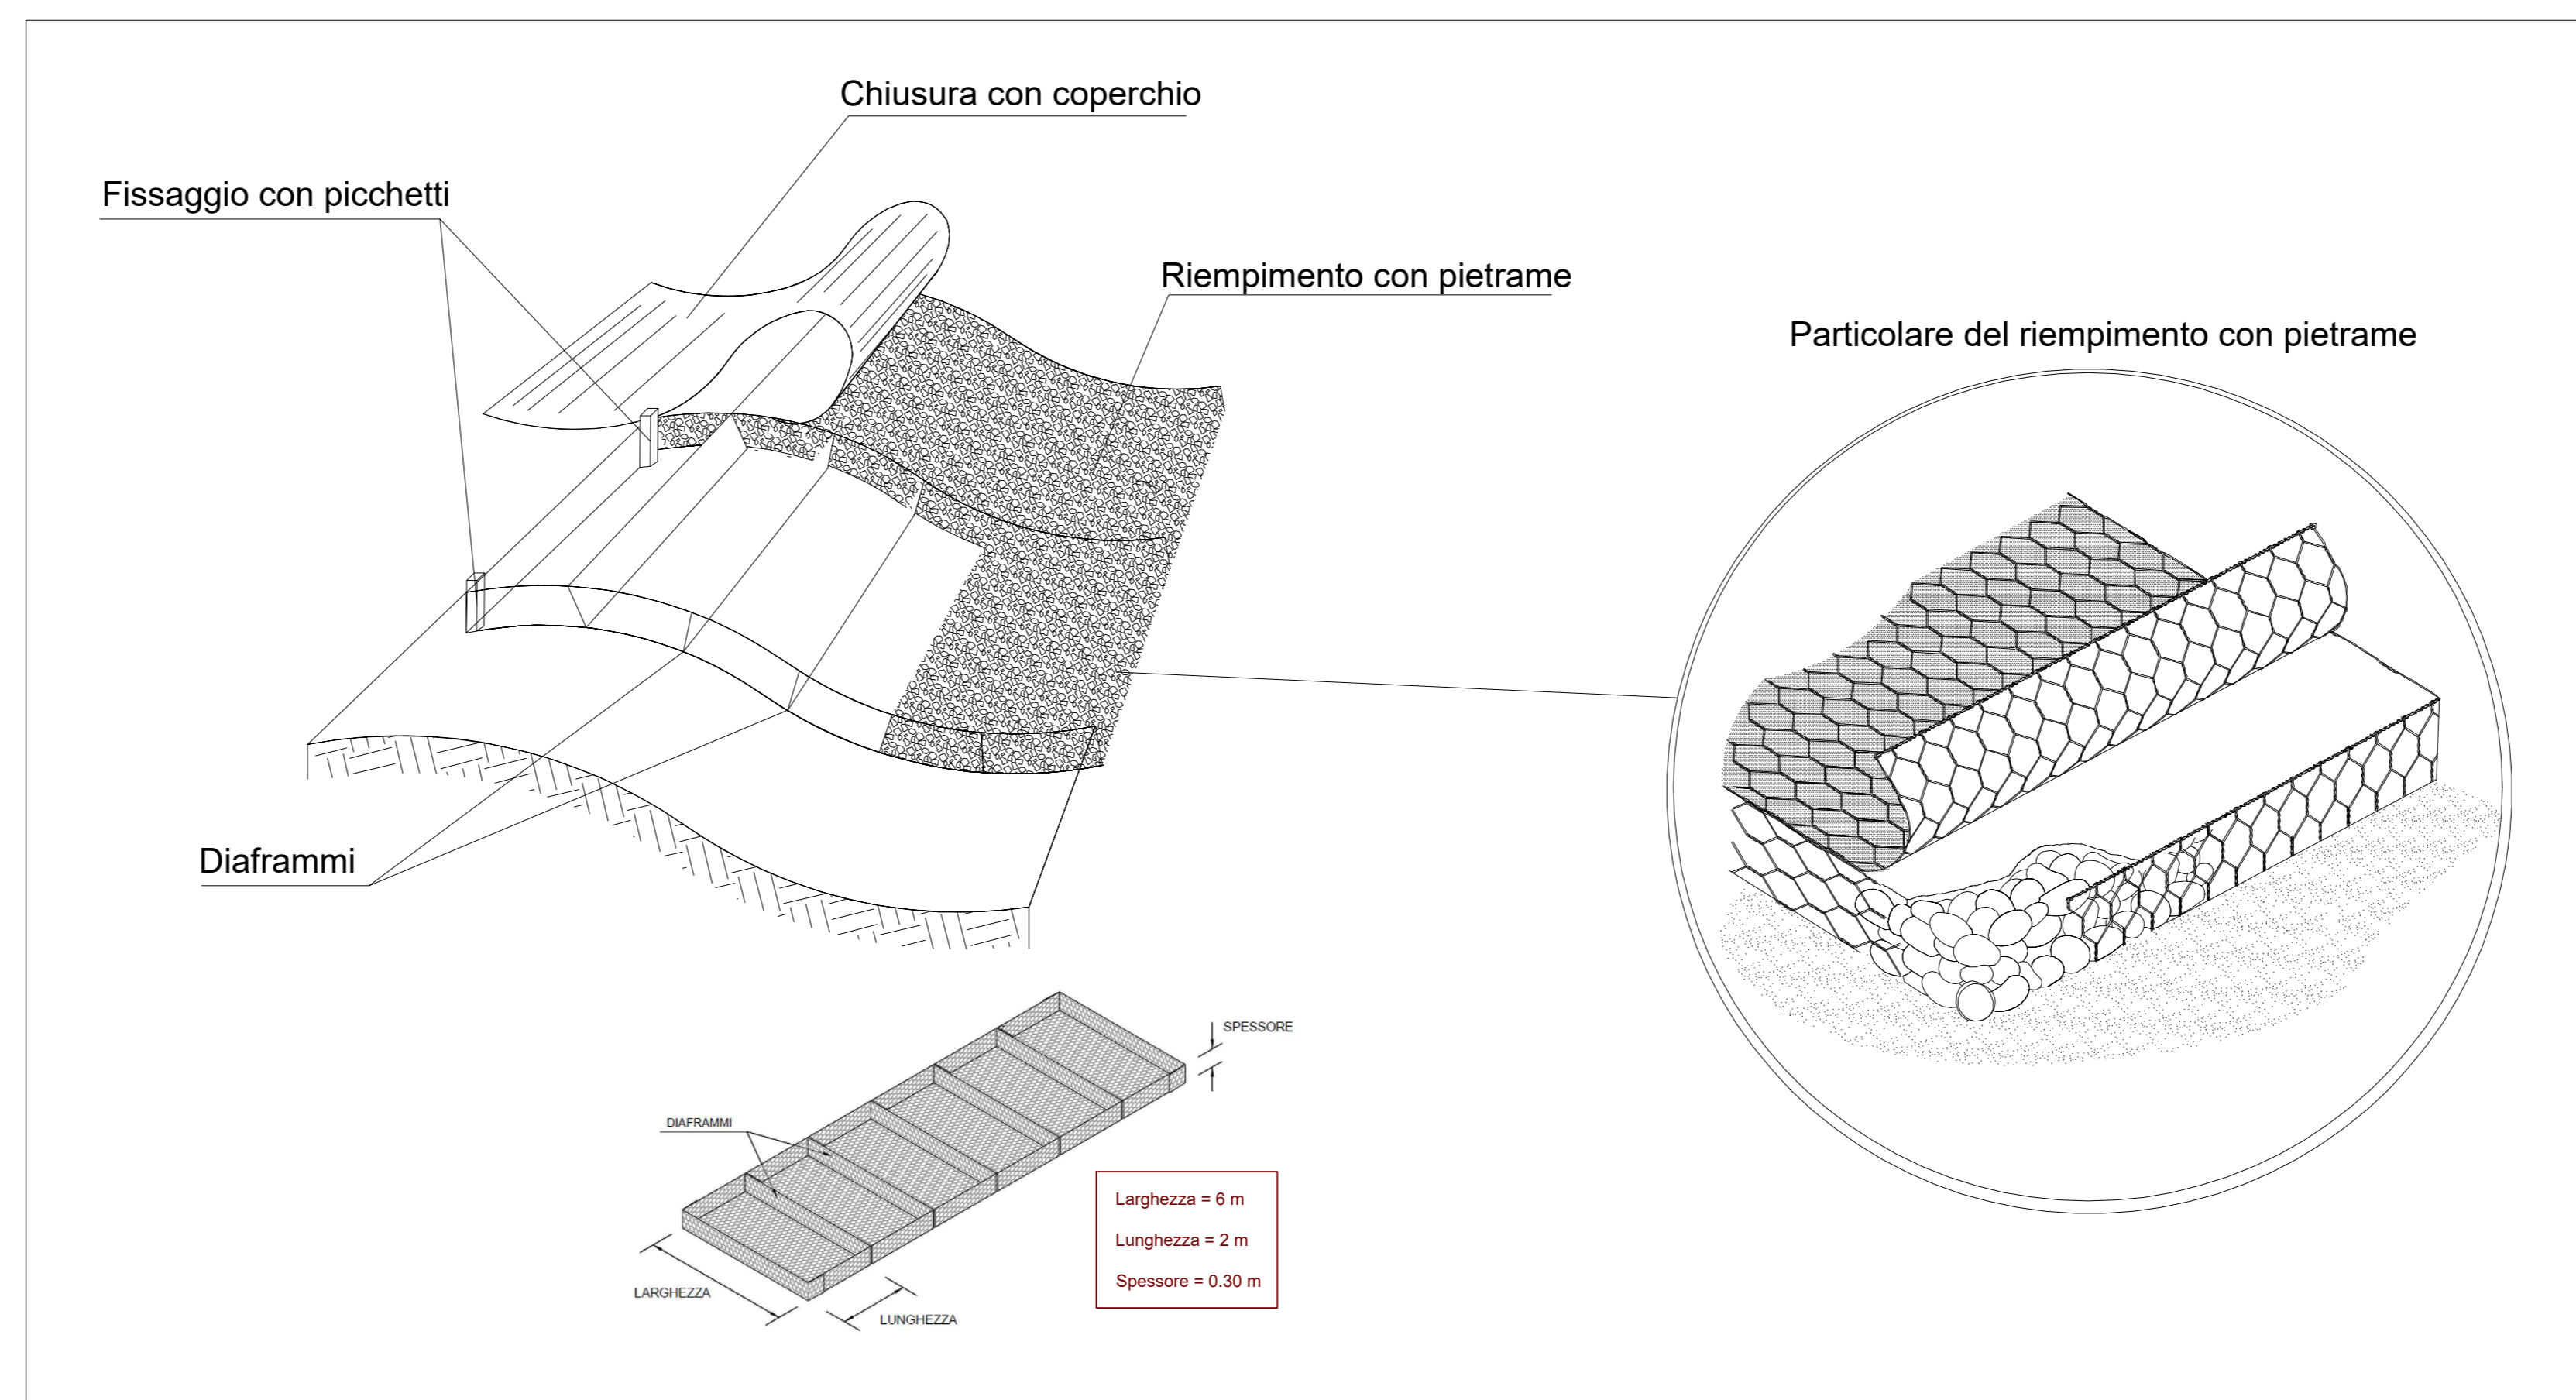 Chiusura con coperchio
Fissaggio con picchetti
Riempimento con pietrame
Particolare del riempimento con pietrame
Diaframmi
SPESSORE
DIAFRAMMI
LARGHEZZA
LUNGHEZZA
Larghezza = 6 m
Lunghezza = 2 m
Spessore = 0.30 m